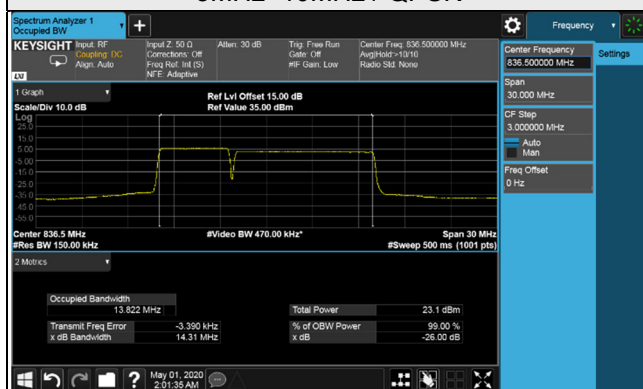 Spectrum Analyzer 1
Occupied BW
Frequency
KEYSIGHT
Input: RF
Coupling: DC
Align: Auto
Input Z: 50 Ω
Corrections: Off
Freq Ref: Int (S)
NFE: Adaptive
Atten: 30 dB
Trig: Free Run
Gate: Off
#IF Gain: Low
Center Freq: 836.500000 MHz
Avg|Hold:>10/10
Radio Std: None
LXI
Center Frequency
836.500000 MHz
Settings
Span
30.000 MHz
CF Step
3.000000 MHz
Auto
Man
Freq Offset
0 Hz
1 Graph
Scale/Div 10.0 dB
Ref Lvl Offset 15.00 dB
Ref Value 35.00 dBm
Log
25.0
15.0
5.00
-5.00
-15.0
-25.0
-35.0
-45.0
-55.0
Center 836.5 MHz
#Res BW 150.00 kHz
#Video BW 470.00 kHz*
Span 30 MHz
#Sweep 500 ms (1001 pts)
2 Metrics
Occupied Bandwidth
13.822 MHz
Total Power 23.1 dBm
Transmit Freq Error -3.390 kHz
% of OBW Power 99.00 %
x dB Bandwidth 14.31 MHz
x dB -26.00 dB
May 01, 2020
2:01:35 AM